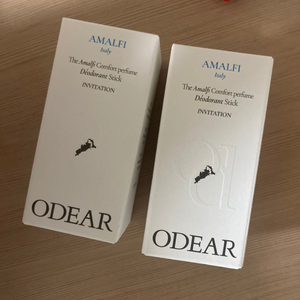 AMALFI
Italy
The Amalfi Comfort perfume
Déodorant Stick
INVITATION
ODEAR
AMALFI
Italy
The Amalfi Comfort perfume
Déodorant Stick
INVITATION
ODEAR